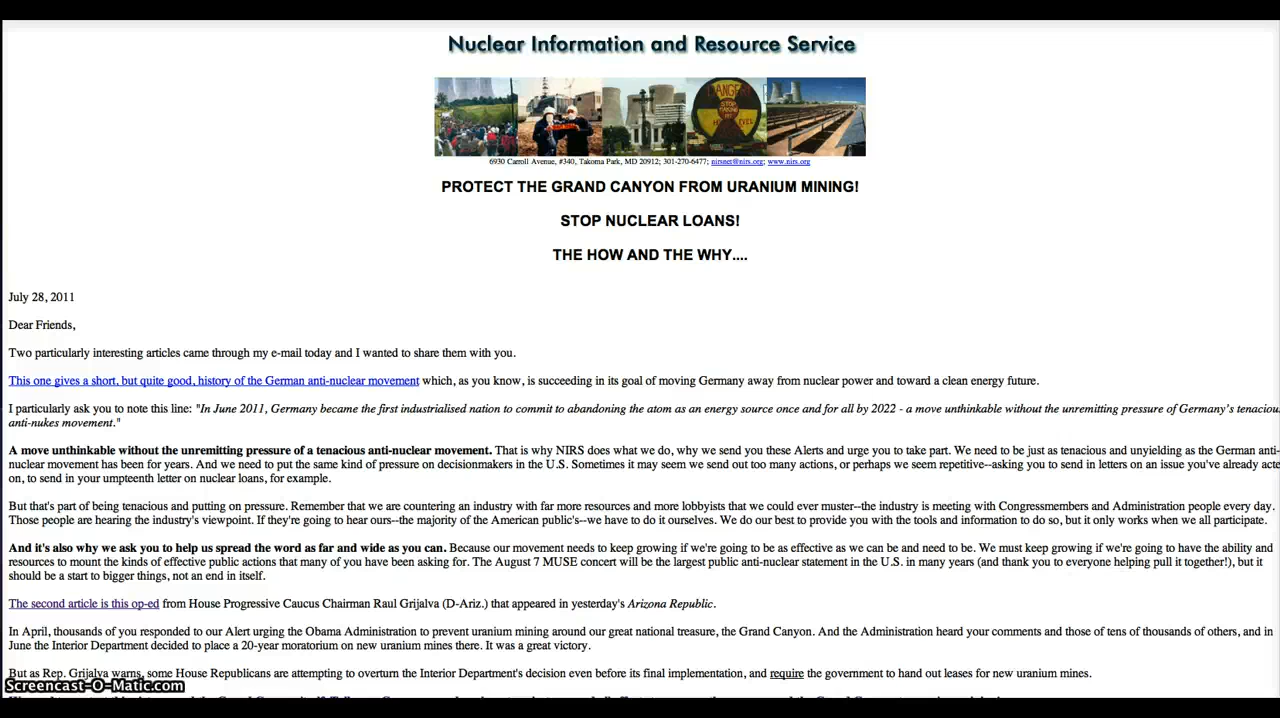 Nuclear Information and Resource Service
DANGER
STOP
6930 Carroll Avenue, #340, Takoma Park, MD 20912; 301-270-6477; nirsnet@nirs.org; www.nirs.org
PROTECT THE GRAND CANYON FROM URANIUM MINING!
STOP NUCLEAR LOANS!
THE HOW AND THE WHY....
July 28, 2011
Dear Friends,
Two particularly interesting articles came through my e-mail today and I wanted to share them with you.
This one gives a short, but quite good, history of the German anti-nuclear movement which, as you know, is succeeding in its goal of moving Germany away from nuclear power and toward a clean energy future.
I particularly ask you to note this line: "In June 2011, Germany became the first industrialised nation to commit to abandoning the atom as an energy source once and for all by 2022 - a move unthinkable without the unremitting pressure of Germany's tenacious
anti-nukes movement."
A move unthinkable without the unremitting pressure of a tenacious anti-nuclear movement. That is why NIRS does what we do, why we send you these Alerts and urge you to take part. We need to be just as tenacious and unyielding as the German anti-
nuclear movement has been for years. And we need to put the same kind of pressure on decisionmakers in the U.S. Sometimes it may seem we send out too many actions, or perhaps we seem repetitive--asking you to send in letters on an issue you've already acte
on, to send in your umpteenth letter on nuclear loans, for example.
But that's part of being tenacious and putting on pressure. Remember that we are countering an industry with far more resources and more lobbyists that we could ever muster--the industry is meeting with Congressmembers and Administration people every day.
Those people are hearing the industry's viewpoint. If they're going to hear ours--the majority of the American public's--we have to do it ourselves. We do our best to provide you with the tools and information to do so, but it only works when we all participate.
And it's also why we ask you to help us spread the word as far and wide as you can. Because our movement needs to keep growing if we're going to be as effective as we can be and need to be. We must keep growing if we're going to have the ability and
resources to mount the kinds of effective public actions that many of you have been asking for. The August 7 MUSE concert will be the largest public anti-nuclear statement in the U.S. in many years (and thank you to everyone helping pull it together!), but it
should be a start to bigger things, not an end in itself.
The second article is this op-ed from House Progressive Caucus Chairman Raul Grijalva (D-Ariz.) that appeared in yesterday's Arizona Republic.
In April, thousands of you responded to our Alert urging the Obama Administration to prevent uranium mining around our great national treasure, the Grand Canyon. And the Administration heard your comments and those of tens of thousands of others, and in
June the Interior Department decided to place a 20-year moratorium on new uranium mines there. It was a great victory.
But as Rep. Grijalva warns, some House Republicans are attempting to overturn the Interior Department's decision even before its final implementation, and require the government to hand out leases for new uranium mines.
Screencast-O-Matic.com